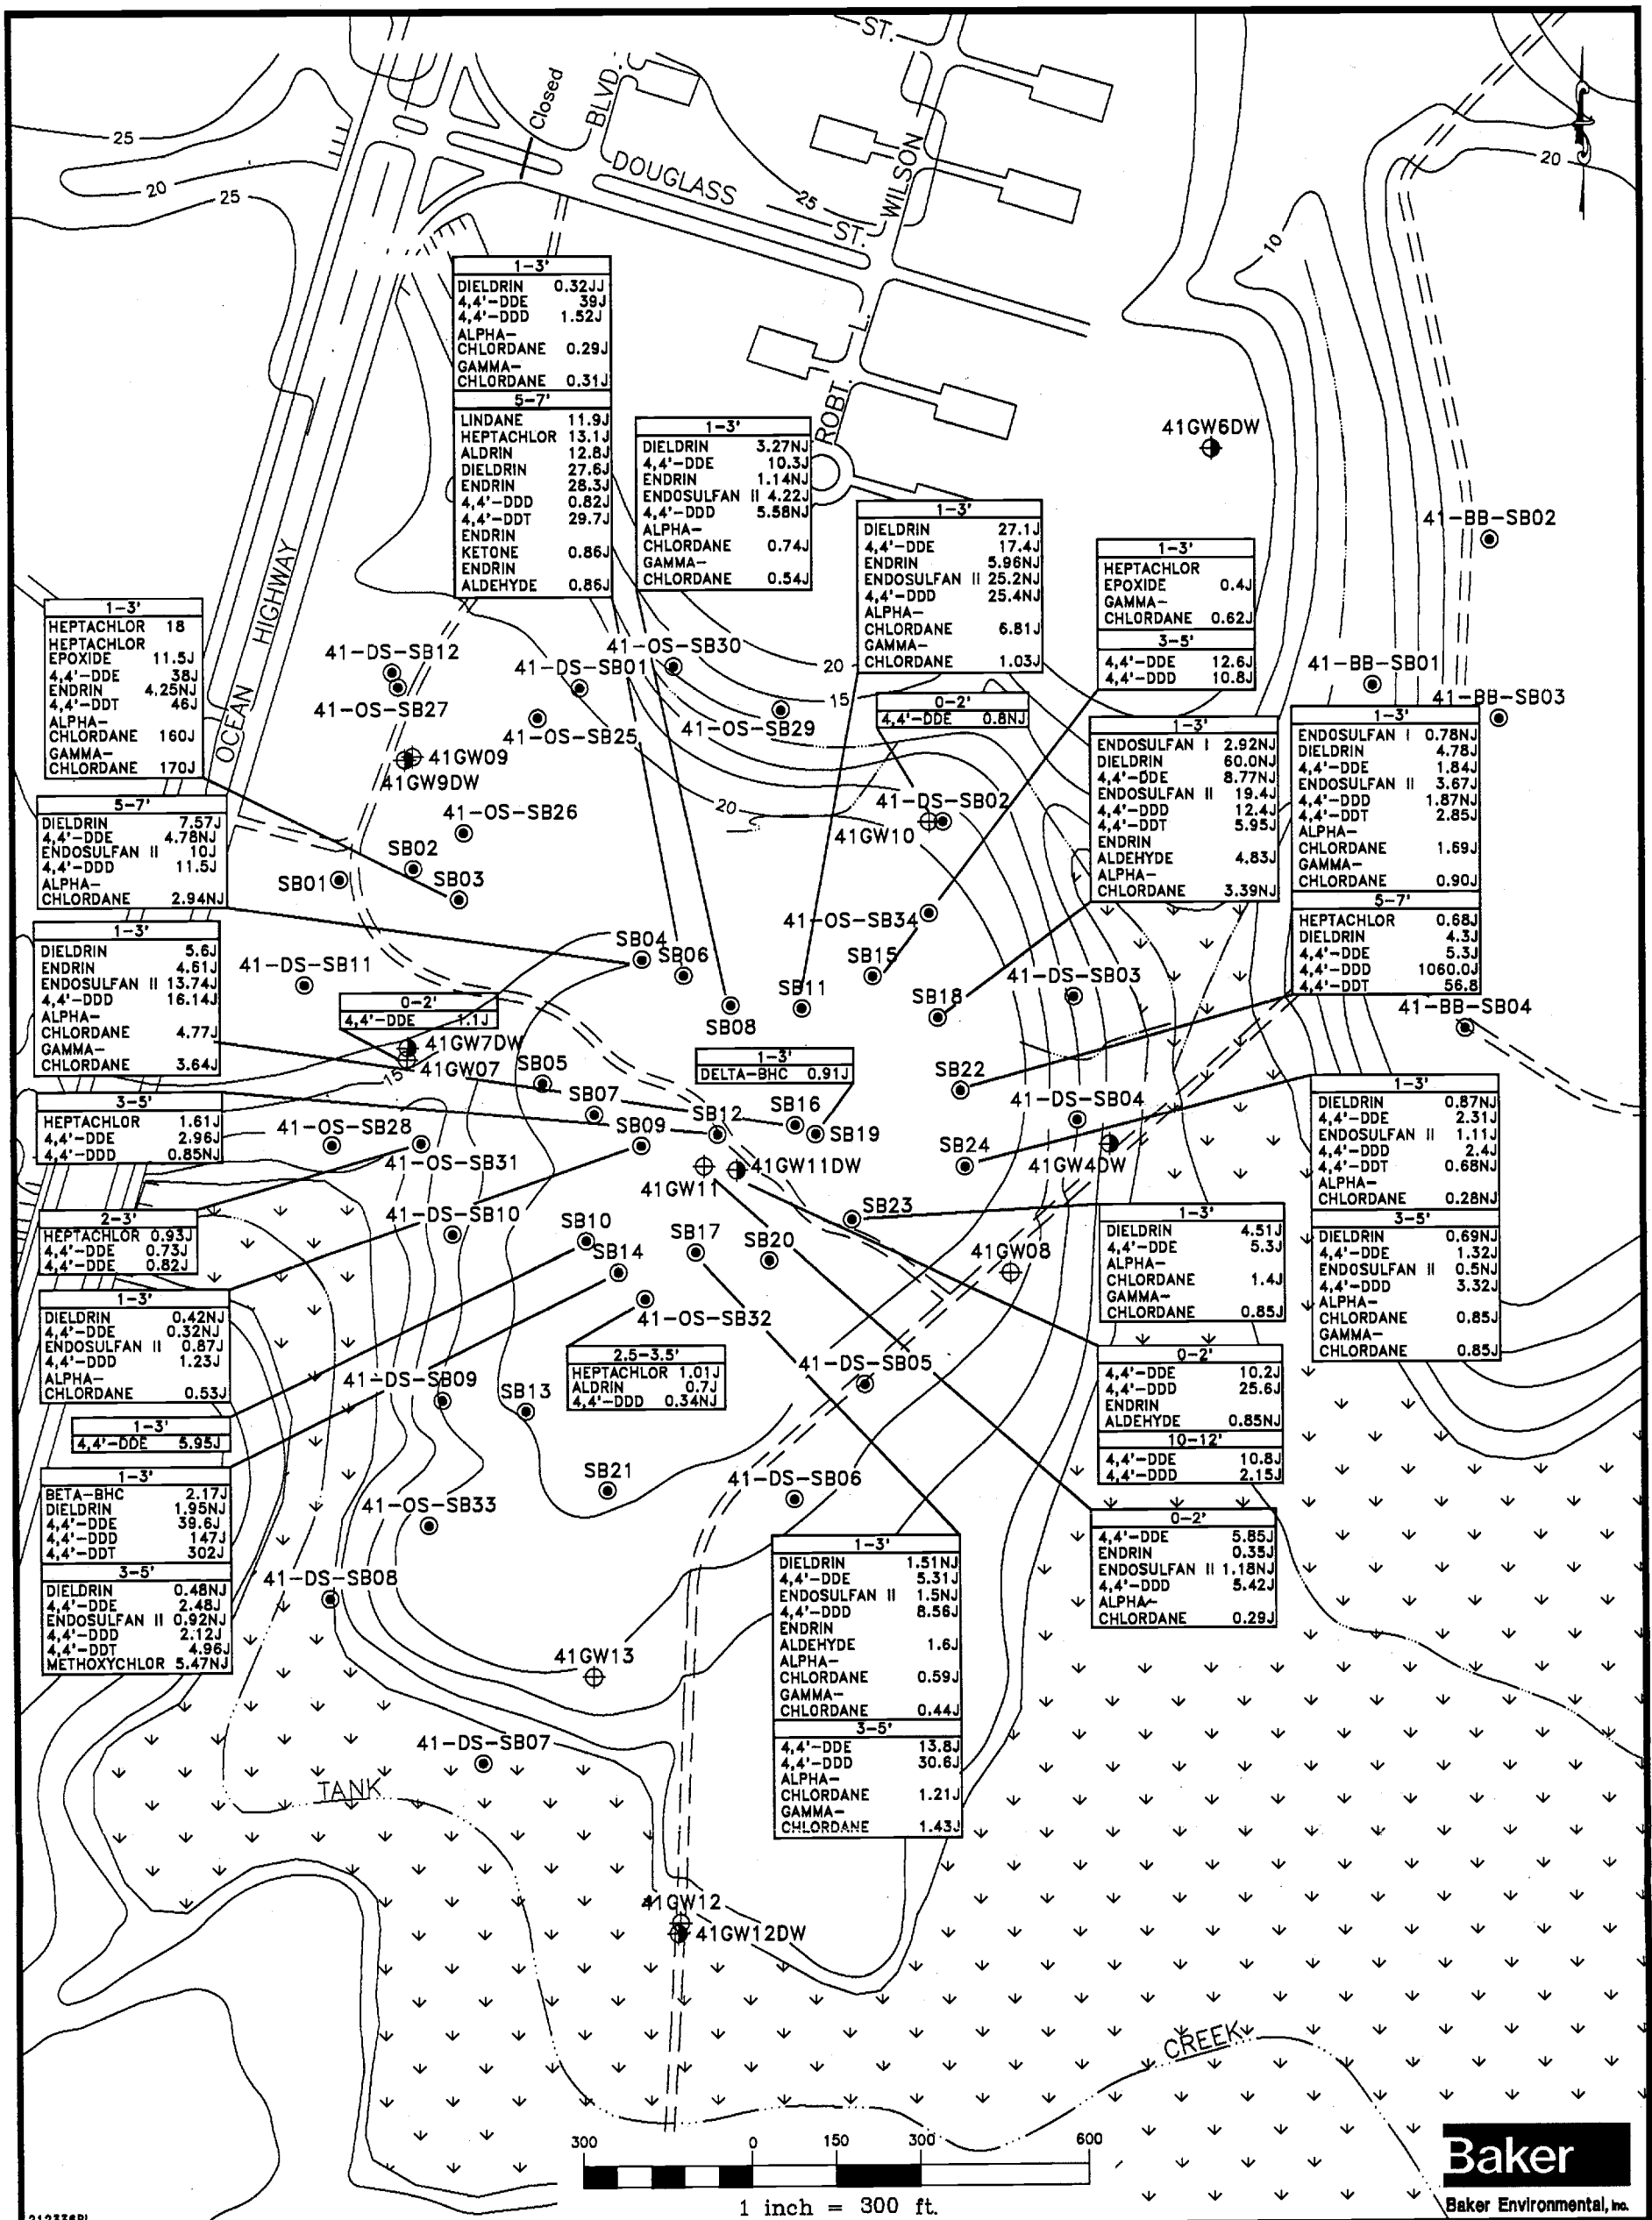 ST.
Closed
BLVD.
DOUGLASS
ST.
WILSON
L.
ROBT.
25
20
25
25
10
20
OCEAN HIGHWAY
1-3'
DIELDRIN 0.32JJ
4,4'-DDE 39J
4,4'-DDD 1.52J
ALPHA-
CHLORDANE 0.29J
GAMMA-
CHLORDANE 0.31J
5-7'
LINDANE 11.9J
HEPTACHLOR 13.1J
ALDRIN 12.8J
DIELDRIN 27.6J
ENDRIN 28.3J
4,4'-DDD 0.82J
4,4'-DDT 29.7J
ENDRIN
KETONE 0.86J
ENDRIN
ALDEHYDE 0.86J
1-3'
DIELDRIN 3.27NJ
4,4'-DDE 10.3J
ENDRIN 1.14NJ
ENDOSULFAN II 4.22J
4,4'-DDD 5.58NJ
ALPHA-
CHLORDANE 0.74J
GAMMA-
CHLORDANE 0.54J
1-3'
DIELDRIN 27.1J
4,4'-DDE 17.4J
ENDRIN 5.96NJ
ENDOSULFAN II 25.2NJ
4,4'-DDD 25.4NJ
ALPHA-
CHLORDANE 6.81J
GAMMA-
CHLORDANE 1.03J
1-3'
HEPTACHLOR
EPOXIDE 0.4J
GAMMA-
CHLORDANE 0.62J
3-5'
4,4'-DDE 12.6J
4,4'-DDD 10.8J
41GW6DW
41-BB-SB02
41-BB-SB01
41-BB-SB03
1-3'
HEPTACHLOR 18
HEPTACHLOR
EPOXIDE 11.5J
4,4'-DDE 38J
ENDRIN 4.25NJ
4,4'-DDT 46J
ALPHA-
CHLORDANE 160J
GAMMA-
CHLORDANE 170J
41-DS-SB12
41-OS-SB27
41-DS-SB01
41-OS-SB30
41-OS-SB25
41-OS-SB29
20
15
20
0-2'
4,4'-DDE 0.8NJ
41GW09
41GW9DW
41-OS-SB26
41-DS-SB02
41GW10
1-3'
ENDOSULFAN I 2.92NJ
DIELDRIN 60.0NJ
4,4'-DDE 8.77NJ
ENDOSULFAN II 19.4J
4,4'-DDD 12.4J
4,4'-DDT 5.95J
ENDRIN
ALDEHYDE 4.83J
ALPHA-
CHLORDANE 3.39NJ
1-3'
ENDOSULFAN I 0.78NJ
DIELDRIN 4.78J
4,4'-DDE 1.84J
ENDOSULFAN II 3.67J
4,4'-DDD 1.87NJ
4,4'-DDT 2.85J
ALPHA-
CHLORDANE 1.69J
GAMMA-
CHLORDANE 0.90J
5-7'
HEPTACHLOR 0.68J
DIELDRIN 4.3J
4,4'-DDE 5.3J
4,4'-DDD 1060.0J
4,4'-DDT 56.8
5-7'
DIELDRIN 7.57J
4,4'-DDE 4.78NJ
ENDOSULFAN II 10J
4,4'-DDD 11.5J
ALPHA-
CHLORDANE 2.94NJ
SB01
SB02
SB03
41-OS-SB34
SB04
SB06
SB15
SB08
SB11
SB18
41-DS-SB03
41-BB-SB04
1-3'
DIELDRIN 5.6J
ENDRIN 4.61J
ENDOSULFAN II 13.74J
4,4'-DDD 16.14J
ALPHA-
CHLORDANE 4.77J
GAMMA-
CHLORDANE 3.64J
41-DS-SB11
0-2'
4,4'-DDE 1.1J
41GW7DW
41GW07
15
SB05
SB07
1-3'
DELTA-BHC 0.91J
SB22
SB12
SB16
SB19
SB09
41-DS-SB04
41GW4DW
SB24
3-5'
HEPTACHLOR 1.61J
4,4'-DDE 2.96J
4,4'-DDD 0.85NJ
41-OS-SB28
41-OS-SB31
41GW11DW
41GW11
1-3'
DIELDRIN 0.87NJ
4,4'-DDE 2.31J
ENDOSULFAN II 1.11J
4,4'-DDD 2.4J
4,4'-DDT 0.68NJ
ALPHA-
CHLORDANE 0.28NJ
3-5'
DIELDRIN 0.69NJ
4,4'-DDE 1.32J
ENDOSULFAN II 0.5NJ
4,4'-DDD 3.32J
ALPHA-
CHLORDANE 0.85J
GAMMA-
CHLORDANE 0.85J
2-3'
HEPTACHLOR 0.93J
4,4'-DDE 0.73J
4,4'-DDE 0.82J
41-DS-SB10
SB10
SB14
SB17
SB20
SB23
41GW08
1-3'
DIELDRIN 4.51J
4,4'-DDE 5.3J
ALPHA-
CHLORDANE 1.4J
GAMMA-
CHLORDANE 0.85J
1-3'
DIELDRIN 0.42NJ
4,4'-DDE 0.32NJ
ENDOSULFAN II 0.87J
4,4'-DDD 1.23J
ALPHA-
CHLORDANE 0.53J
41-OS-SB32
2.5-3.5'
HEPTACHLOR 1.01J
ALDRIN 0.7J
4,4'-DDD 0.34NJ
41-DS-SB09
SB13
41-DS-SB05
0-2'
4,4'-DDE 10.2J
4,4'-DDD 25.6J
ENDRIN
ALDEHYDE 0.85NJ
10-12'
4,4'-DDE 10.8J
4,4'-DDD 2.15J
1-3'
4,4'-DDE 5.95J
1-3'
BETA-BHC 2.17J
DIELDRIN 1.95NJ
4,4'-DDE 39.6J
4,4'-DDD 147J
4,4'-DDT 302J
3-5'
DIELDRIN 0.48NJ
4,4'-DDE 2.48J
ENDOSULFAN II 0.92NJ
4,4'-DDD 2.12J
4,4'-DDT 4.96J
METHOXYCHLOR 5.47NJ
SB21
41-OS-SB33
41-DS-SB06
41-DS-SB08
0-2'
4,4'-DDE 5.85J
ENDRIN 0.35J
ENDOSULFAN II 1.18NJ
4,4'-DDD 5.42J
ALPHA-
CHLORDANE 0.29J
1-3'
DIELDRIN 1.51NJ
4,4'-DDE 5.31J
ENDOSULFAN II 1.5NJ
4,4'-DDD 8.56J
ENDRIN
ALDEHYDE 1.6J
ALPHA-
CHLORDANE 0.59J
GAMMA-
CHLORDANE 0.44J
3-5'
4,4'-DDE 13.8J
4,4'-DDD 30.6J
ALPHA-
CHLORDANE 1.21J
GAMMA-
CHLORDANE 1.43J
41GW13
41-DS-SB07
TANK
41GW12
41GW12DW
CREEK
300 0 150 300 600
1 inch = 300 ft.
Baker
Baker Environmental, Inc.